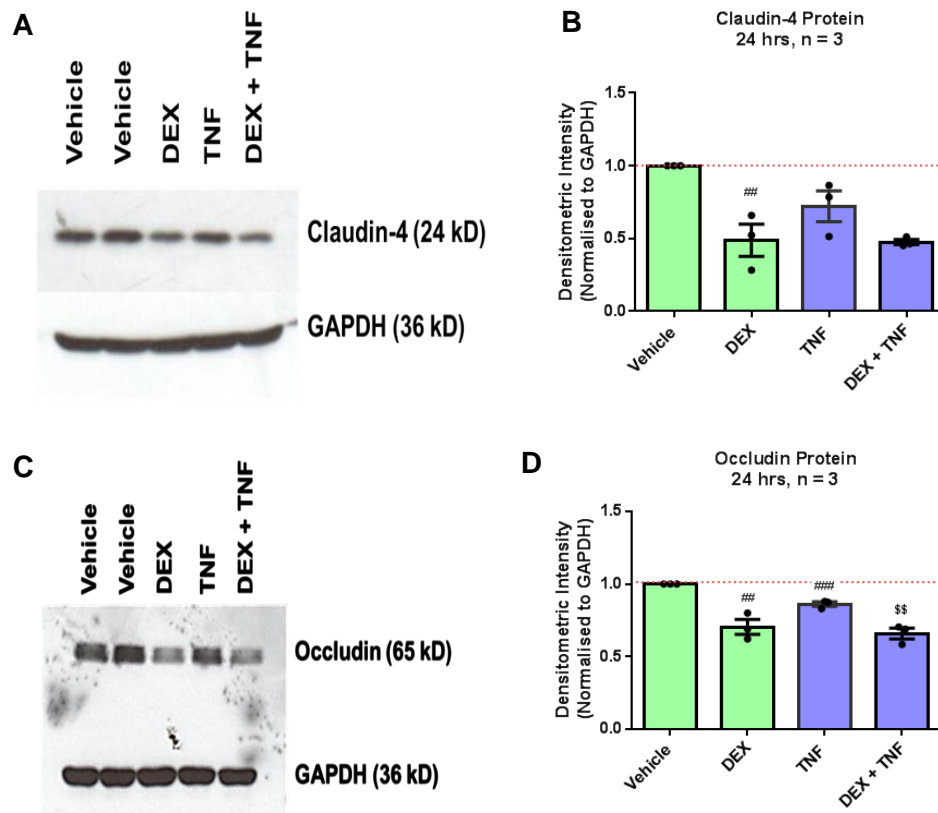 A
Vehicle
Vehicle
DEX
TNF
DEX + TNF
Claudin-4 (24 kD)
GAPDH (36 kD)
B
Claudin-4 Protein
24 hrs, n = 3
Densitometric Intensity
(Normalised to GAPDH)
1.5
1.0
0.5
0.0
##
Vehicle
DEX
TNF
DEX + TNF
C
Vehicle
Vehicle
DEX
TNF
DEX + TNF
Occludin (65 kD)
GAPDH (36 kD)
D
Occludin Protein
24 hrs, n = 3
Densitometric Intensity
(Normalised to GAPDH)
1.5
1.0
0.5
0.0
##
###
$$
Vehicle
DEX
TNF
DEX + TNF